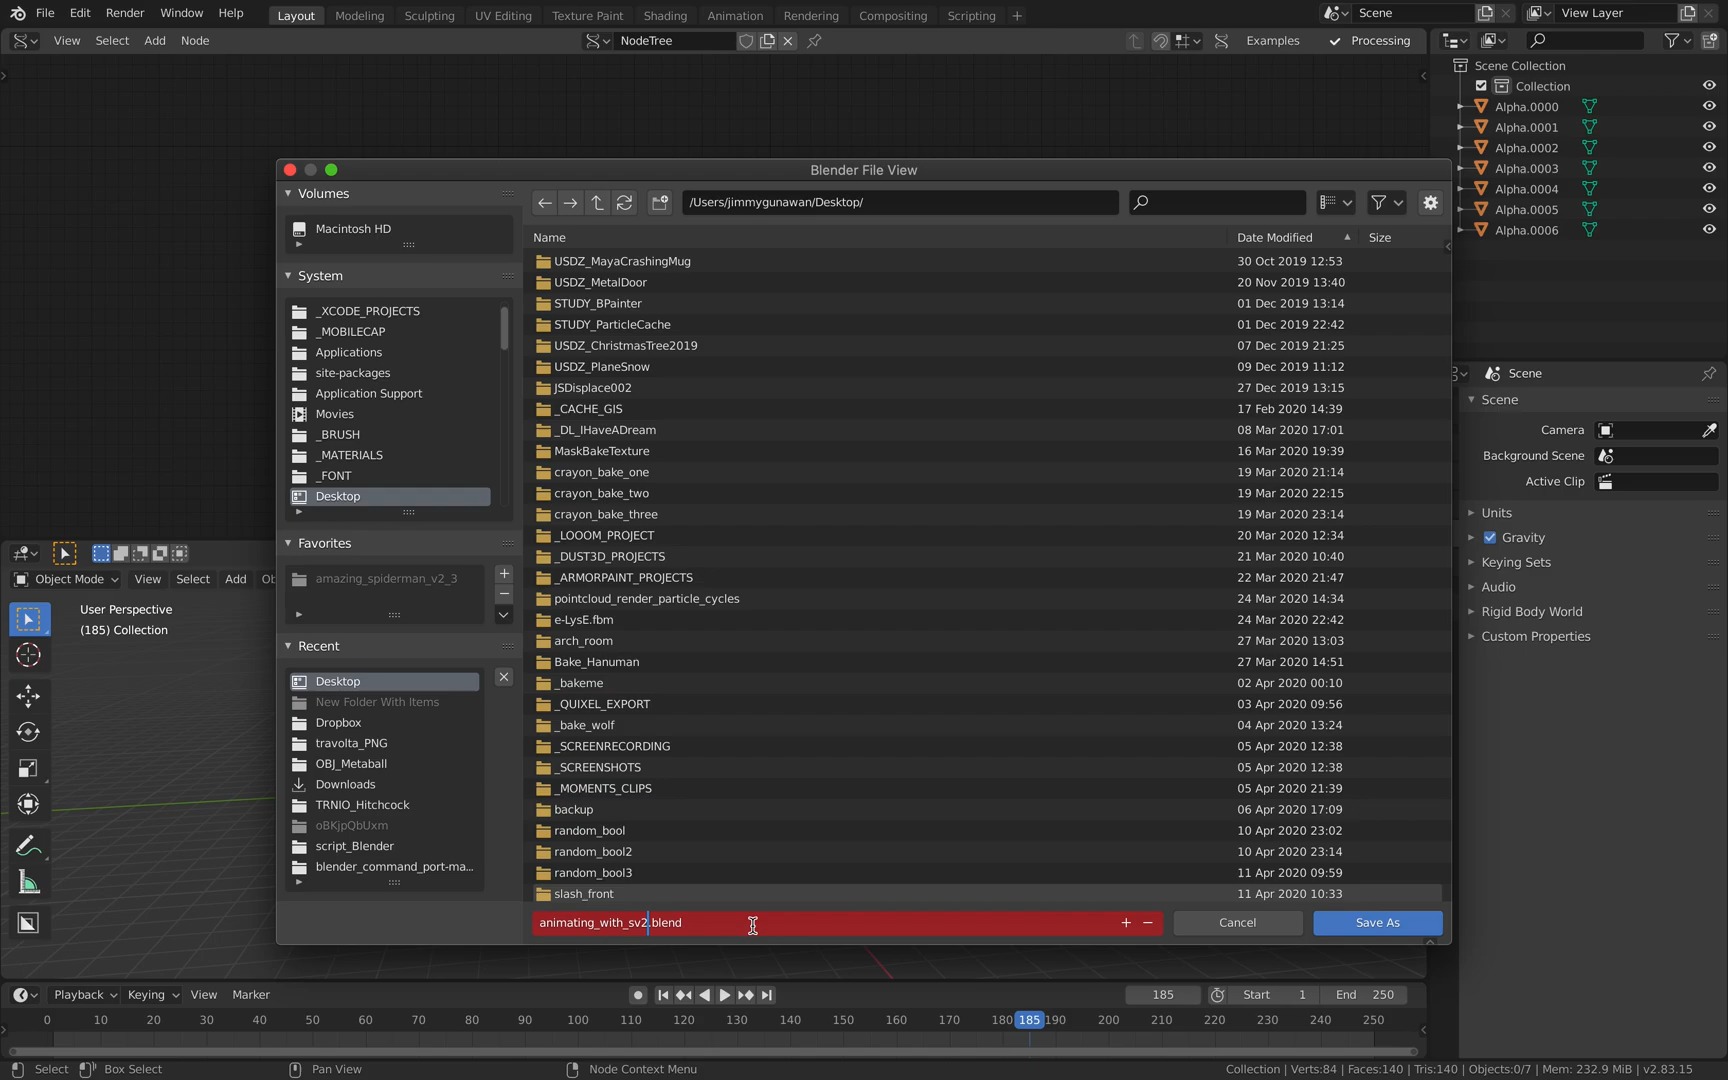 File Edit Render Window Help Layout Modeling Sculpting UV Editing Texture Paint Shading Animation Rendering Compositing Scripting + Scene View Layer
View Select Add Node NodeTree Examples Processing
Scene Collection
Collection
Alpha.0000
Alpha.0001
Alpha.0002
Alpha.0003
Alpha.0004
Alpha.0005
Alpha.0006
Blender File View
Volumes
Macintosh HD
System
_XCODE_PROJECTS
_MOBILECAP
Applications
site-packages
Application Support
Movies
_BRUSH
_MATERIALS
_FONT
Desktop
Favorites
amazing_spiderman_v2_3
Recent
Desktop
New Folder With Items
Dropbox
travolta_PNG
OBJ_Metaball
Downloads
TRNIO_Hitchcock
oBKjpQbUxm
script_Blender
blender_command_port-ma...
/Users/jimmygunawan/Desktop/
Name Date Modified Size
USDZ_MayaCrashingMug 30 Oct 2019 12:53
USDZ_MetalDoor 20 Nov 2019 13:40
STUDY_BPainter 01 Dec 2019 13:14
STUDY_ParticleCache 01 Dec 2019 22:42
USDZ_ChristmasTree2019 07 Dec 2019 21:25
USDZ_PlaneSnow 09 Dec 2019 11:12
JSDisplace002 27 Dec 2019 13:15
_CACHE_GIS 17 Feb 2020 14:39
_DL_IHaveADream 08 Mar 2020 17:01
MaskBakeTexture 16 Mar 2020 19:39
crayon_bake_one 19 Mar 2020 21:14
crayon_bake_two 19 Mar 2020 22:15
crayon_bake_three 19 Mar 2020 23:14
_LOOOM_PROJECT 20 Mar 2020 12:34
_DUST3D_PROJECTS 21 Mar 2020 10:40
_ARMORPAINT_PROJECTS 22 Mar 2020 21:47
pointcloud_render_particle_cycles 24 Mar 2020 14:34
e-LysE.fbm 24 Mar 2020 22:42
arch_room 27 Mar 2020 13:03
Bake_Hanuman 27 Mar 2020 14:51
_bakeme 02 Apr 2020 00:10
_QUIXEL_EXPORT 03 Apr 2020 09:56
_bake_wolf 04 Apr 2020 13:24
_SCREENRECORDING 05 Apr 2020 12:38
_SCREENSHOTS 05 Apr 2020 12:38
_MOMENTS_CLIPS 05 Apr 2020 21:39
backup 06 Apr 2020 17:09
random_bool 10 Apr 2020 23:02
random_bool2 10 Apr 2020 23:14
random_bool3 11 Apr 2020 09:59
slash_front 11 Apr 2020 10:33
animating_with_sv2.blend + − Cancel Save As
Scene
Scene
Camera
Background Scene
Active Clip
Units
Gravity
Keying Sets
Audio
Rigid Body World
Custom Properties
Object Mode View Select Add
User Perspective
(185) Collection
Playback Keying View Marker 185 Start 1 End 250
0 10 20 30 40 50 60 70 80 90 100 110 120 130 140 150 160 170 180 185 190 200 210 220 230 240 250
Select Box Select Pan View Node Context Menu Collection | Verts:84 | Faces:140 | Tris:140 | Objects:0/7 | Mem: 232.9 MiB | v2.83.15